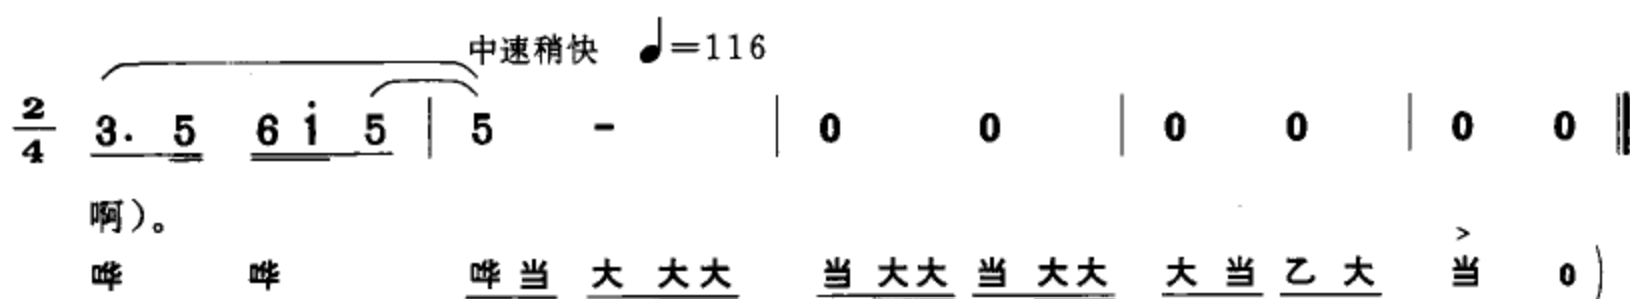 中速稍快 ♩=116
2/4 3. 5 6 i 5 | 5 - | 0 0 | 0 0 | 0 0 ‖
啊)。
哗 哗 哗当 大 大大 当 大大 当 大大 大 当 乙 大 当 0)